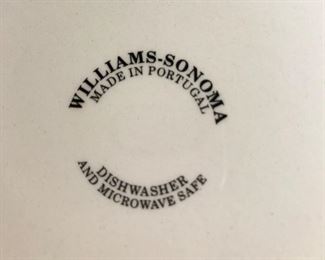 WILLIAMS-SONOMA
MADE IN PORTUGAL
DISHWASHER
AND MICROWAVE SAFE